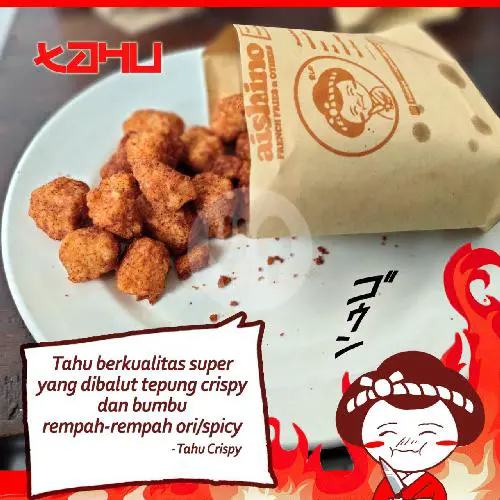 KAHU
aishino
FRENCH FRIES n OTHERS
ゴウン
Tahu berkualitas super
yang dibalut tepung crispy
dan bumbu
rempah-rempah ori/spicy
-Tahu Crispy